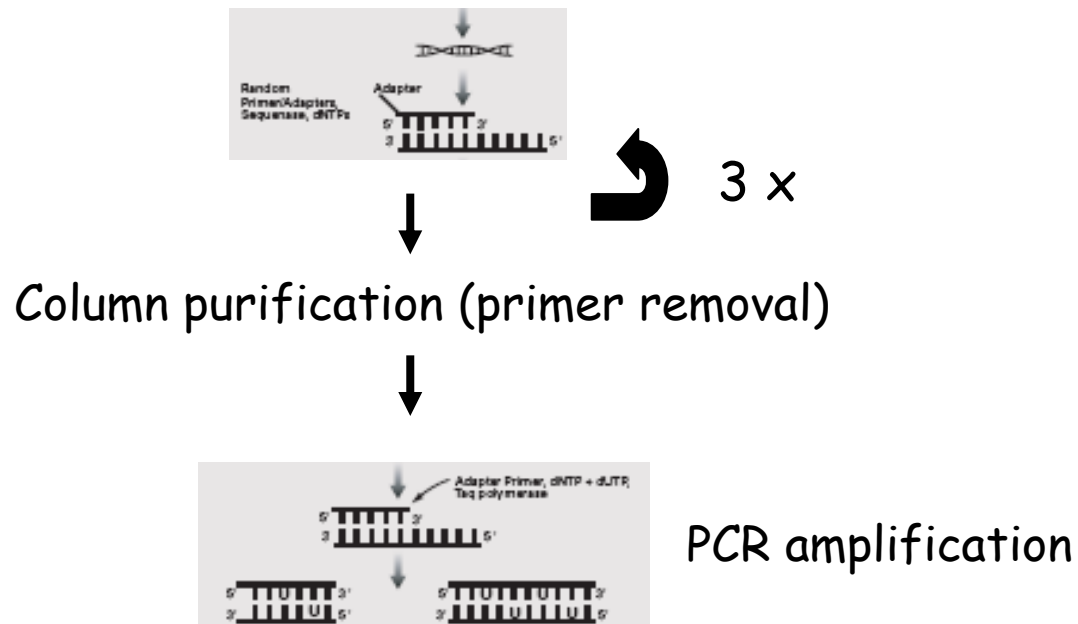 Random
Primer/Adapters,
Sequenase, dNTPs
Adapter
5' 3'
3' 5'
3 x
Column purification (primer removal)
Adapter Primer, dNTP + dUTP,
Taq polymerase
5' 3'
3' 5'
PCR amplification
5' U 3' 5' U U 3'
3' U 5' 3' U U 5'